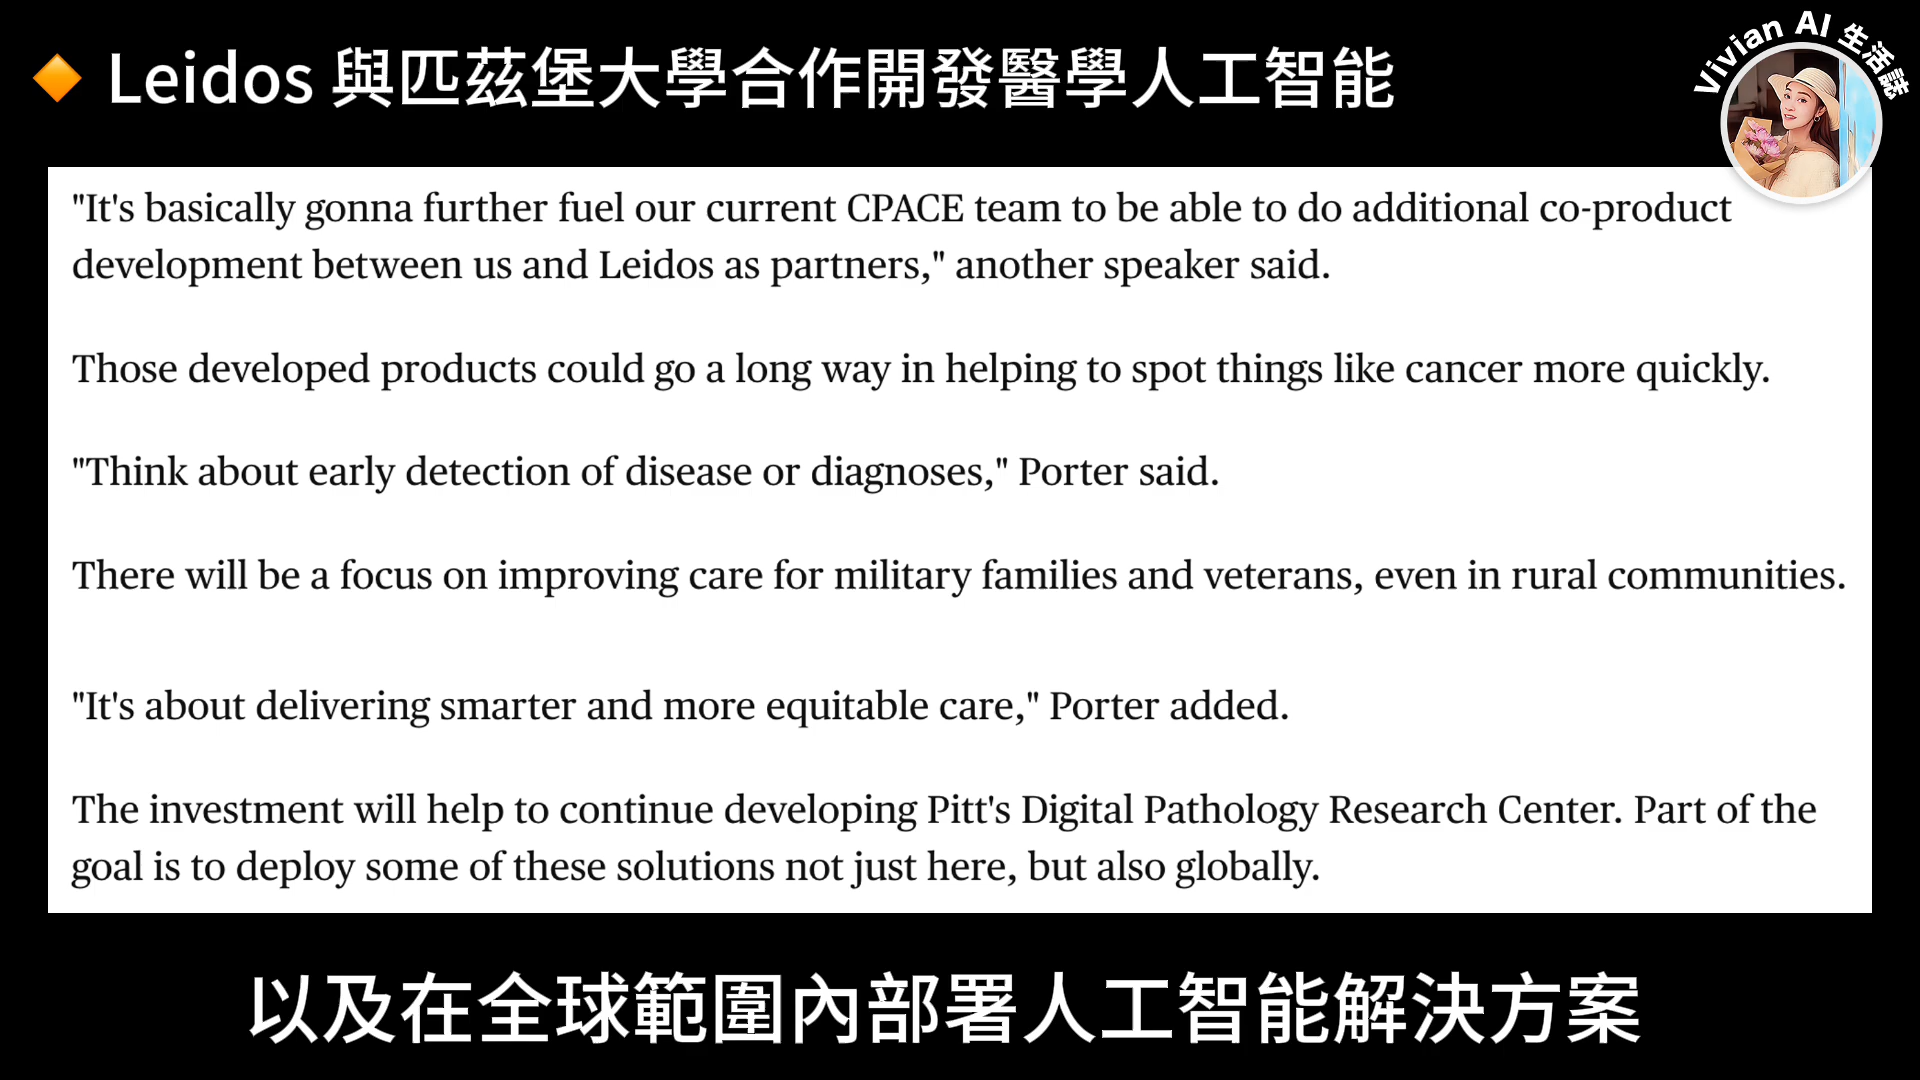 Leidos 與匹茲堡大學合作開發醫學人工智能
Vivian AI 生活誌
"It's basically gonna further fuel our current CPACE team to be able to do additional co-product
development between us and Leidos as partners," another speaker said.
Those developed products could go a long way in helping to spot things like cancer more quickly.
"Think about early detection of disease or diagnoses," Porter said.
There will be a focus on improving care for military families and veterans, even in rural communities.
"It's about delivering smarter and more equitable care," Porter added.
The investment will help to continue developing Pitt's Digital Pathology Research Center. Part of the
goal is to deploy some of these solutions not just here, but also globally.
以及在全球範圍內部署人工智能解決方案